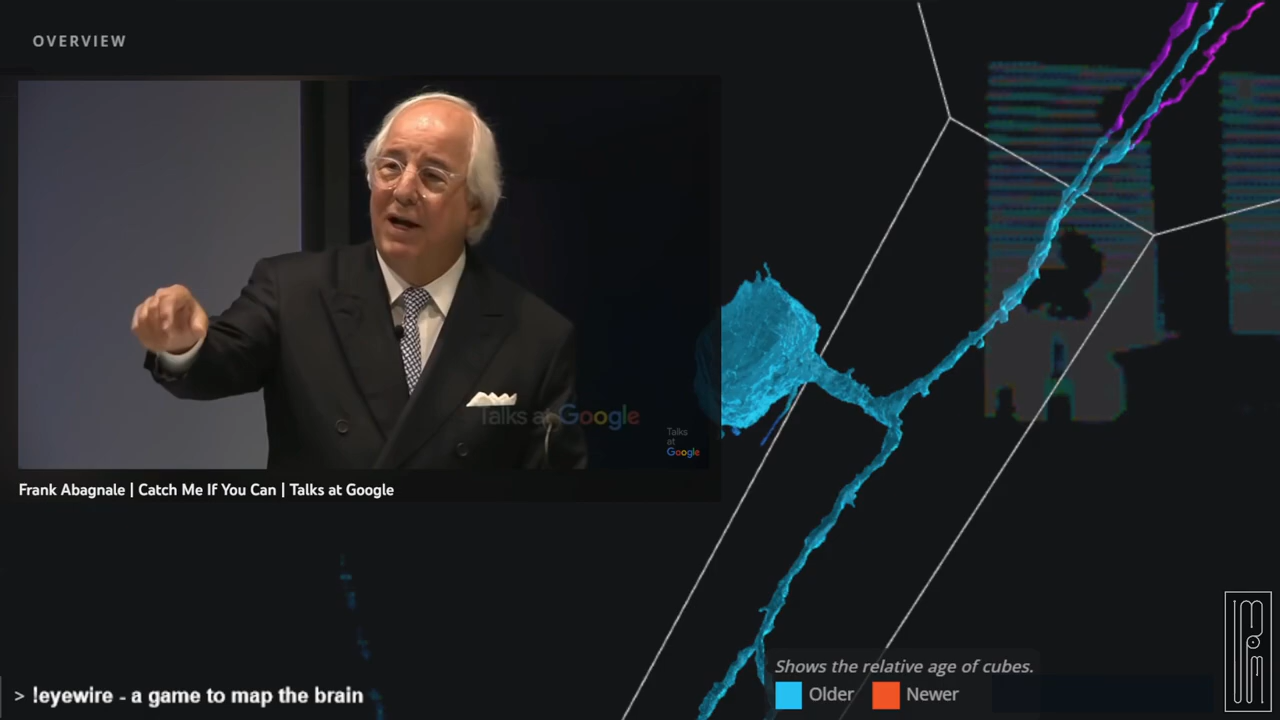 OVERVIEW
Talks at Google
Talks
at
Google
Frank Abagnale | Catch Me If You Can | Talks at Google
Shows the relative age of cubes.
Older
Newer
> !eyewire - a game to map the brain